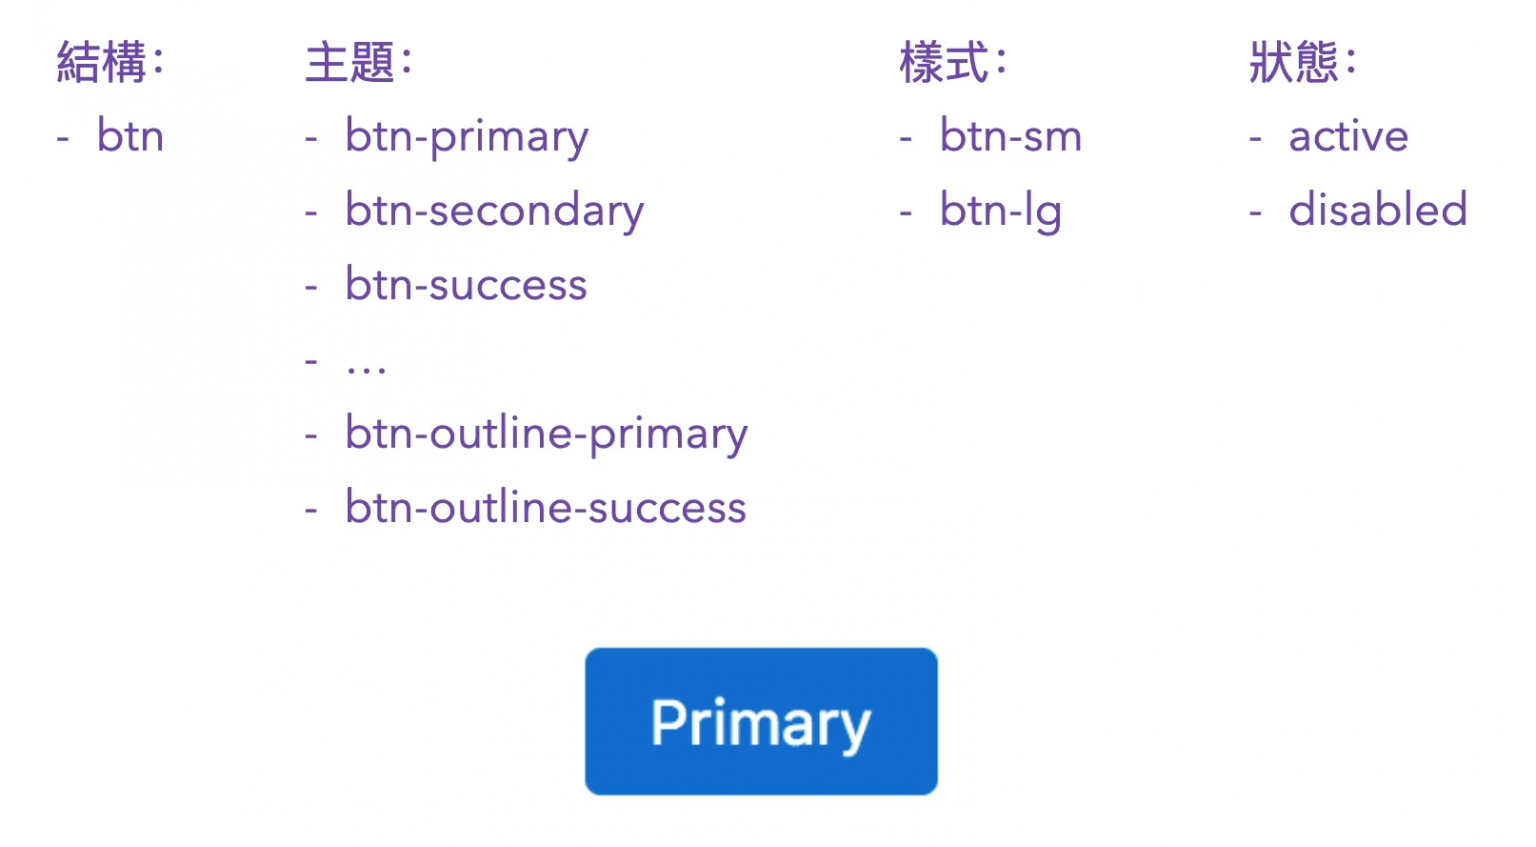 結構：
- btn
主題：
- btn-primary
- btn-secondary
- btn-success
- ...
- btn-outline-primary
- btn-outline-success
樣式：
- btn-sm
- btn-lg
狀態：
- active
- disabled
Primary